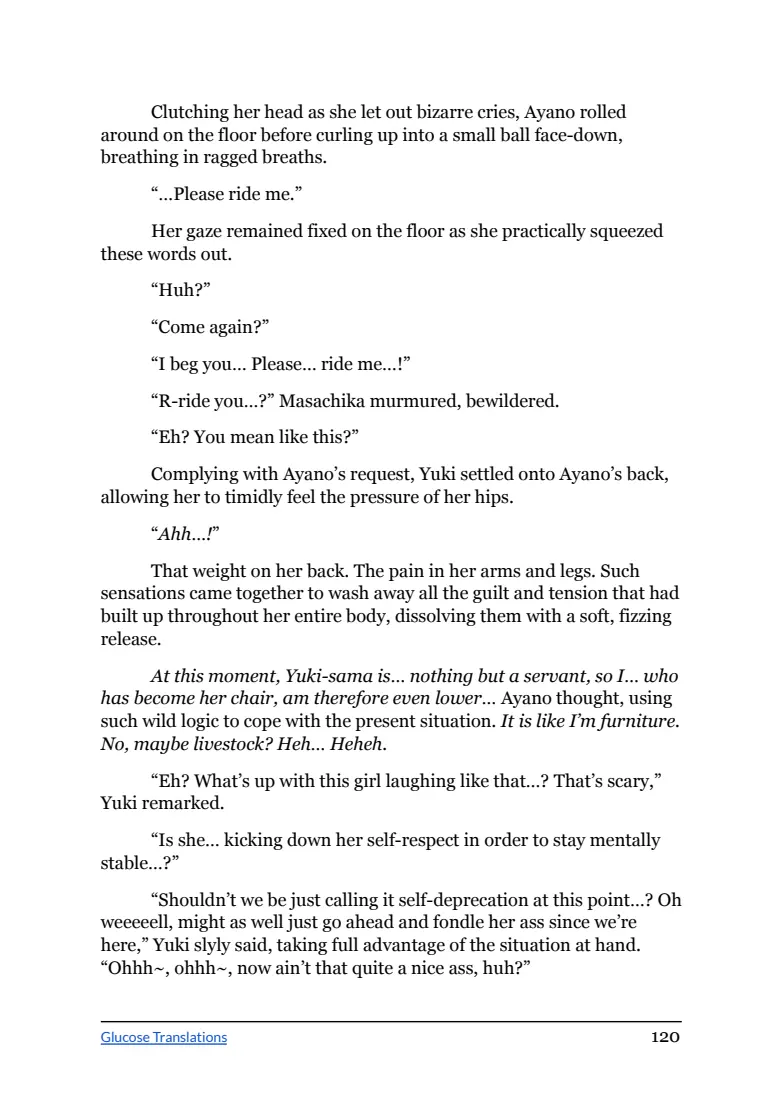 Clutching her head as she let out bizarre cries, Ayano rolled
around on the floor before curling up into a small ball face-down,
breathing in ragged breaths.
“…Please ride me.”
Her gaze remained fixed on the floor as she practically squeezed
these words out.
“Huh?”
“Come again?”
“I beg you… Please… ride me…!”
“R-ride you…?” Masachika murmured, bewildered.
“Eh? You mean like this?”
Complying with Ayano’s request, Yuki settled onto Ayano’s back,
allowing her to timidly feel the pressure of her hips.
“Ahh…!”
That weight on her back. The pain in her arms and legs. Such
sensations came together to wash away all the guilt and tension that had
built up throughout her entire body, dissolving them with a soft, fizzing
release.
At this moment, Yuki-sama is… nothing but a servant, so I… who
has become her chair, am therefore even lower… Ayano thought, using
such wild logic to cope with the present situation. It is like I’m furniture.
No, maybe livestock? Heh… Heheh.
“Eh? What’s up with this girl laughing like that…? That’s scary,”
Yuki remarked.
“Is she… kicking down her self-respect in order to stay mentally
stable…?”
“Shouldn’t we be just calling it self-deprecation at this point…? Oh
weeeeell, might as well just go ahead and fondle her ass since we’re
here,” Yuki slyly said, taking full advantage of the situation at hand.
“Ohhh~, ohhh~, now ain’t that quite a nice ass, huh?”
Glucose Translations 120